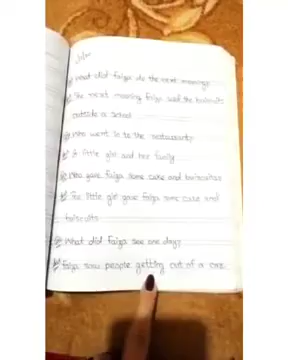 What did Faiza do the next morning
The next morning Faiza sold the biscuits
outside a school
Who went in to the restaurant
A little girl and her family
Who gave Faiza some cake and biscuites
The little girl gave Faiza some cake and
biscuits
What did Faiza see one day
Faiza saw people getting out of a car